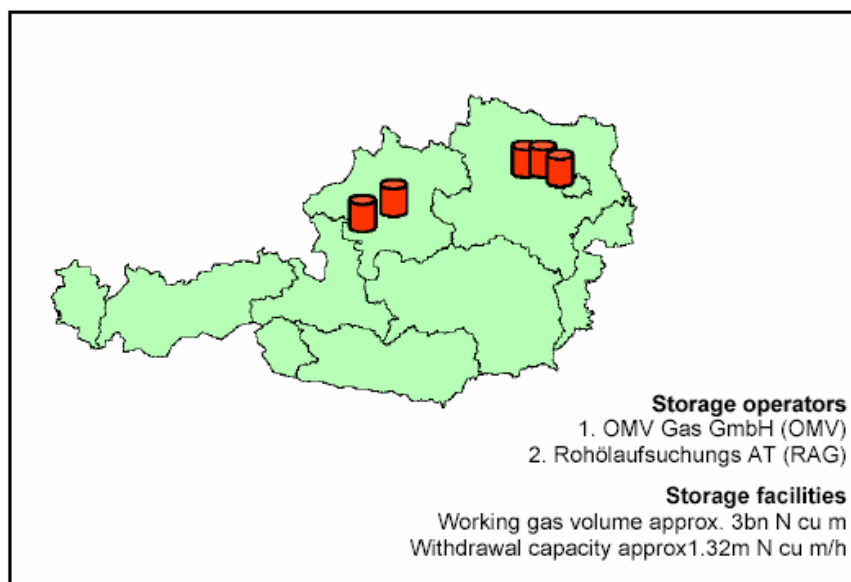 Storage operators
1. OMV Gas GmbH (OMV)
2. Rohölaufsuchungs AT (RAG)
Storage facilities
Working gas volume approx. 3bn N cu m
Withdrawal capacity approx1.32m N cu m/h